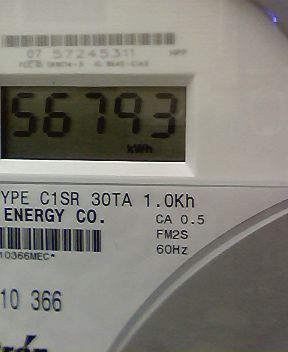 07 57245311
56793
kWh
YPE C1SR 30TA 1.0Kh
ENERGY CO.
CA 0.5
FM2S
60Hz
10366MEC*
10 366